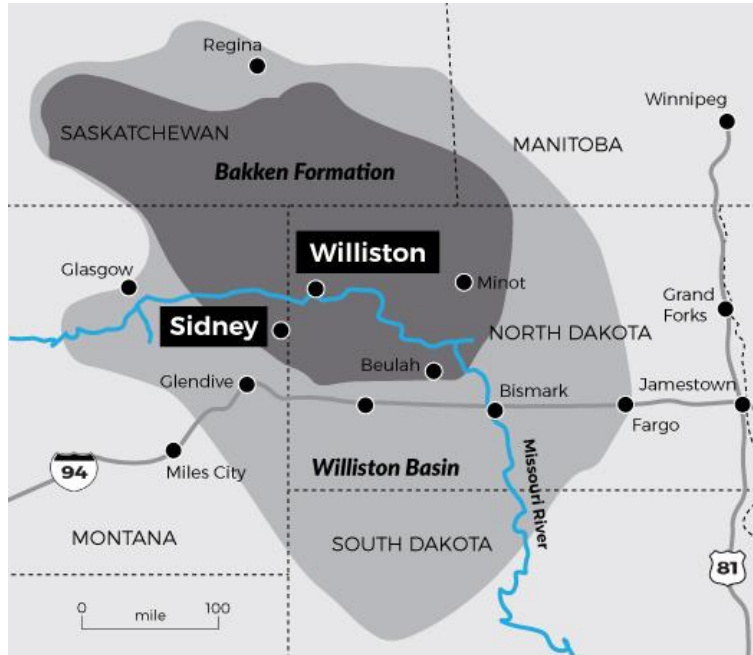 Regina
Winnipeg
SASKATCHEWAN
MANITOBA
Bakken Formation
Williston
Glasgow
Minot
Grand
Forks
Sidney
NORTH DAKOTA
Beulah
Glendive
Bismark
Jamestown
Fargo
94
Miles City
Williston Basin
Missouri River
MONTANA
SOUTH DAKOTA
81
0 100
mile